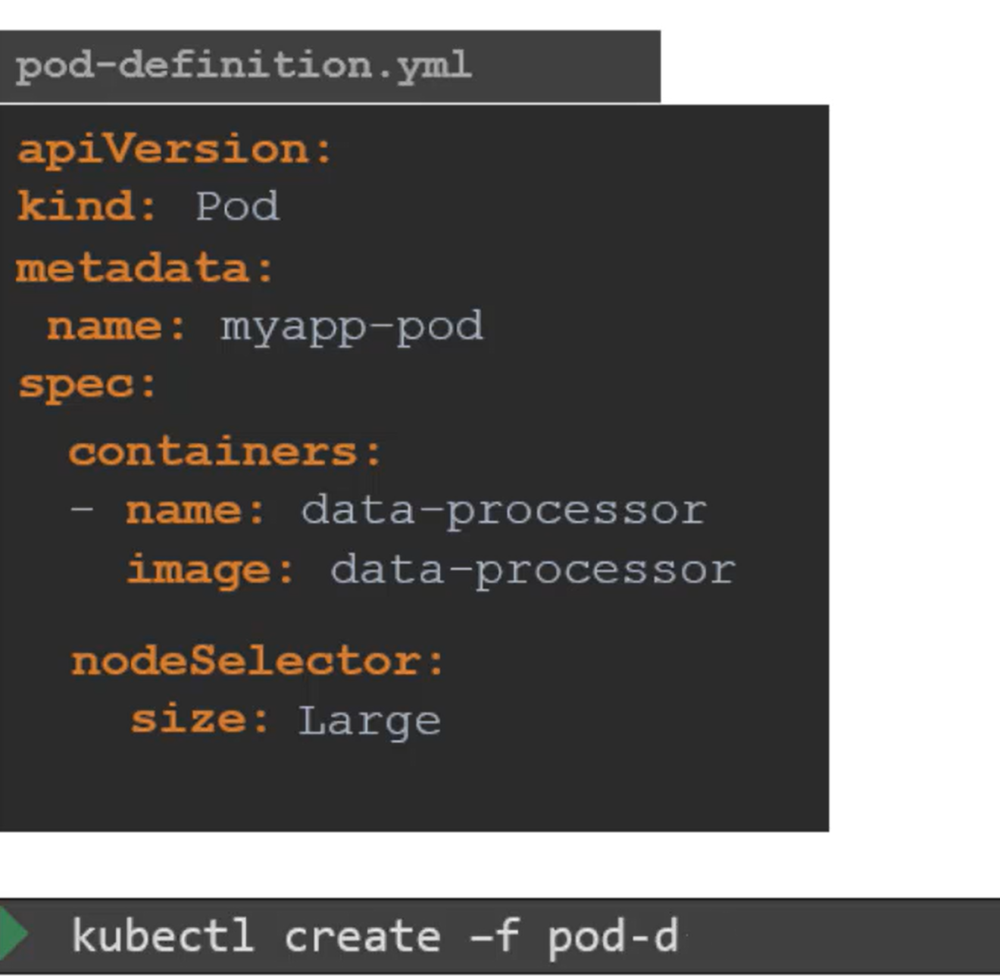 pod-definition.yml
apiVersion:
kind: Pod
metadata:
name: myapp-pod
spec:
containers:
- name: data-processor
image: data-processor
nodeSelector:
size: Large
kubectl create –f pod-d